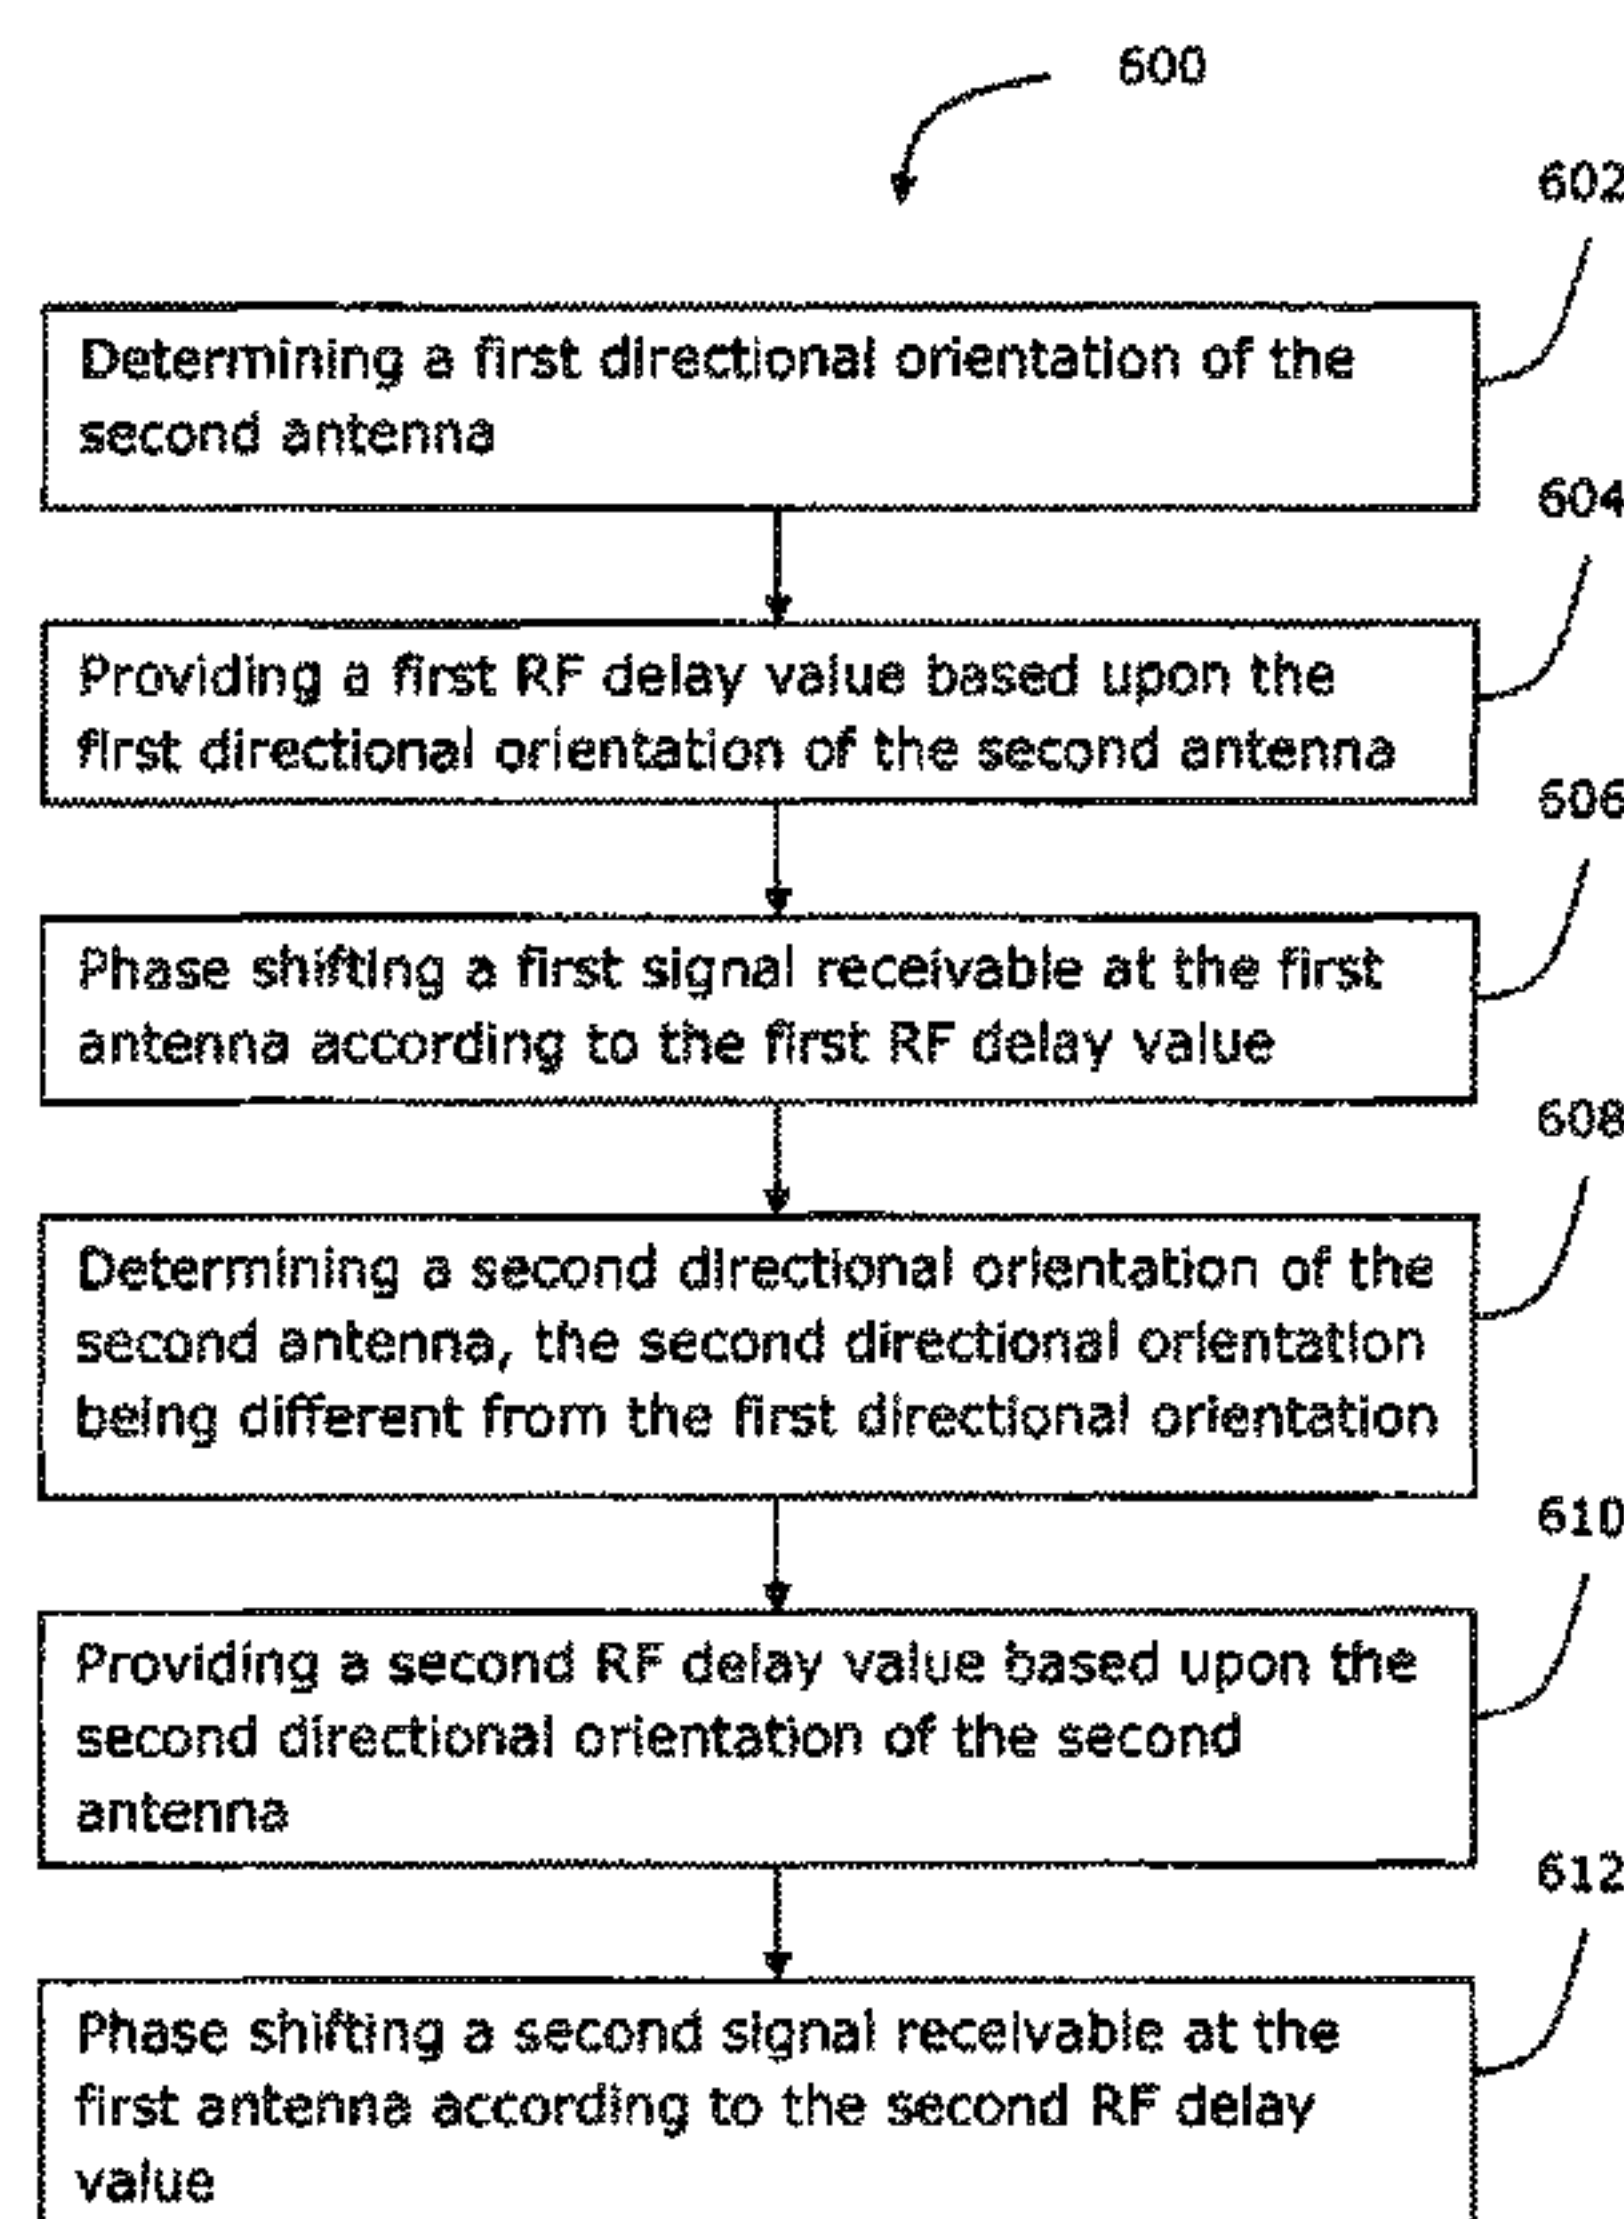 600
602
Determining a first directional orientation of the
second antenna
604
Providing a first RF delay value based upon the
first directional orientation of the second antenna
606
Phase shifting a first signal receivable at the first
antenna according to the first RF delay value
608
Determining a second directional orientation of the
second antenna, the second directional orientation
being different from the first directional orientation
610
Providing a second RF delay value based upon the
second directional orientation of the second
antenna
612
Phase shifting a second signal receivable at the
first antenna according to the second RF delay
value